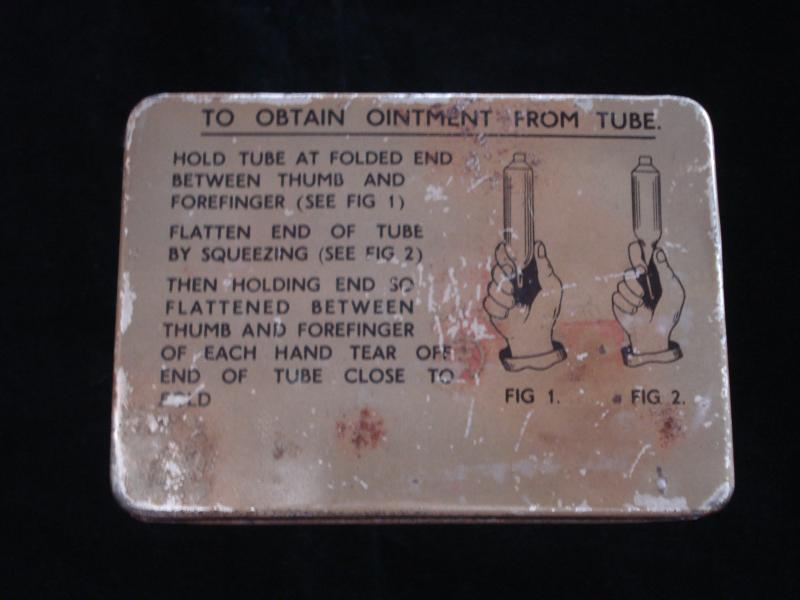 TO OBTAIN OINTMENT FROM TUBE.
HOLD TUBE AT FOLDED END
BETWEEN THUMB AND
FOREFINGER (SEE FIG 1)
FLATTEN END OF TUBE
BY SQUEEZING (SEE FIG 2)
THEN HOLDING END SO
FLATTENED BETWEEN
THUMB AND FOREFINGER
OF EACH HAND TEAR OFF
END OF TUBE CLOSE TO
FOLD
FIG 1.
FIG 2.